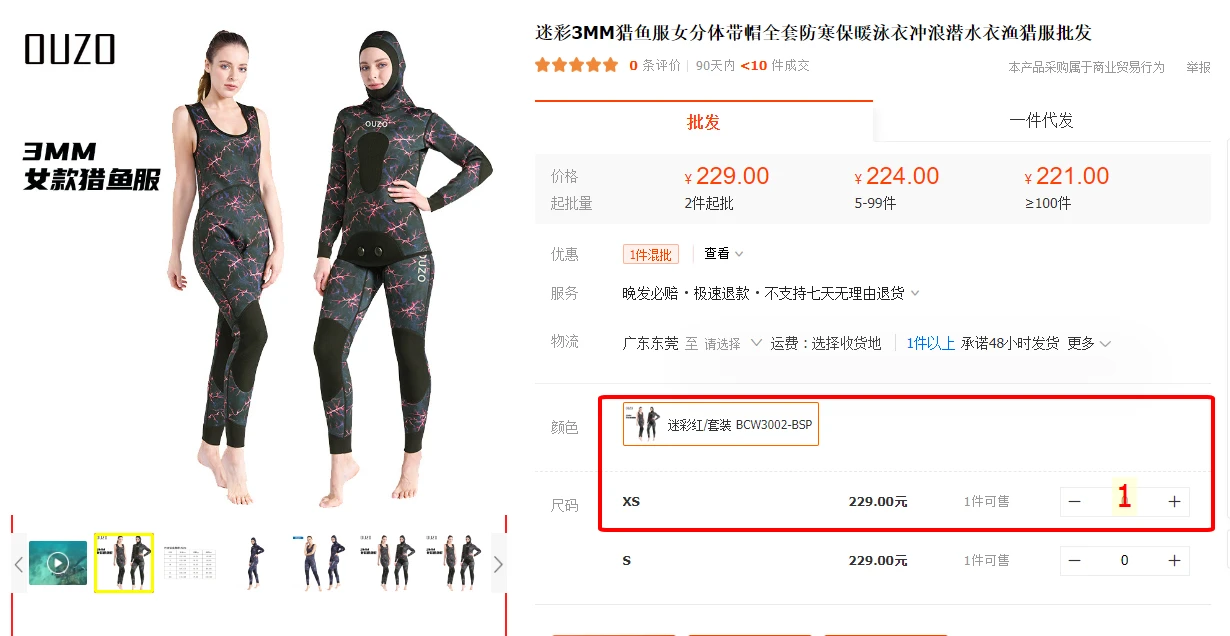 OUZO
3MM
女款猎鱼服
OUZO
OUZO
迷彩3MM猎鱼服女分体带帽全套防寒保暖泳衣冲浪潜水衣渔猎服批发
0 条评价 | 90天内 <10 件成交
本产品采购属于商业贸易行为 举报
批发 一件代发
价格 ¥229.00 ¥224.00 ¥221.00
起批量 2件起批 5-99件 ≥100件
优惠 1件混批 查看
服务 晚发必赔·极速退款·不支持七天无理由退货
物流 广东东莞 至 请选择 运费：选择收货地 1件以上 承诺48小时发货 更多
颜色 迷彩红/套装 BCW3002-BSP
尺码 XS 229.00元 1件可售 − 1 +
S 229.00元 1件可售 − 0 +